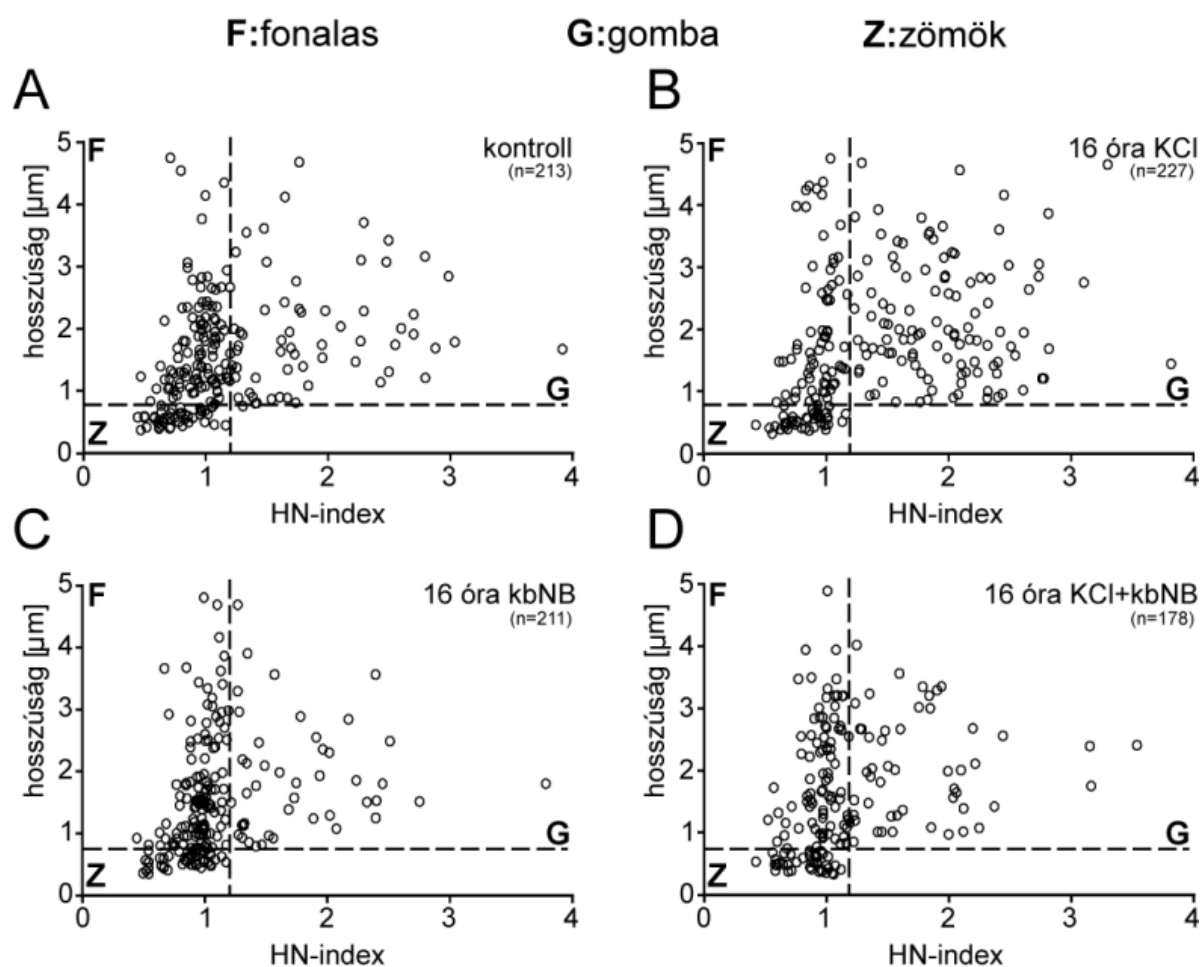 F:fonalas G:gomba Z:zömök
A
F
kontroll
(n=213)
hosszúság [µm]
5
4
3
2
1
0
Z
G
0 1 2 3 4
HN-index
B
F
16 óra KCl
(n=227)
hosszúság [µm]
5
4
3
2
1
0
Z
G
0 1 2 3 4
HN-index
C
F
16 óra kbNB
(n=211)
hosszúság [µm]
5
4
3
2
1
0
Z
G
0 1 2 3 4
HN-index
D
F
16 óra KCl+kbNB
(n=178)
hosszúság [µm]
5
4
3
2
1
0
Z
G
0 1 2 3 4
HN-index